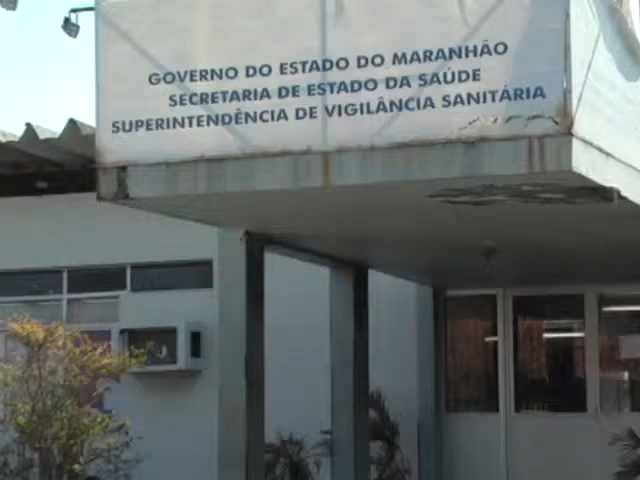 GOVERNO DO ESTADO DO MARANHÃO
SECRETARIA DE ESTADO DA SAÚDE
SUPERINTENDÊNCIA DE VIGILÂNCIA SANITÁRIA